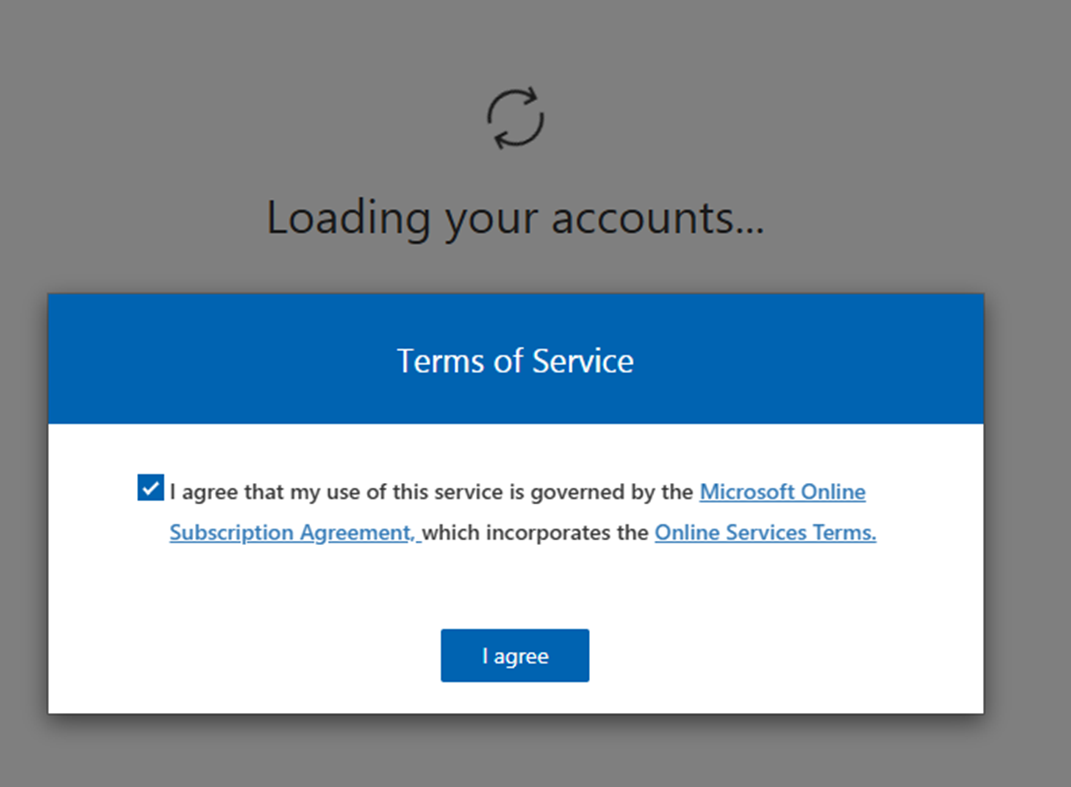 Loading your accounts...
Terms of Service
I agree that my use of this service is governed by the Microsoft Online
Subscription Agreement, which incorporates the Online Services Terms.
I agree